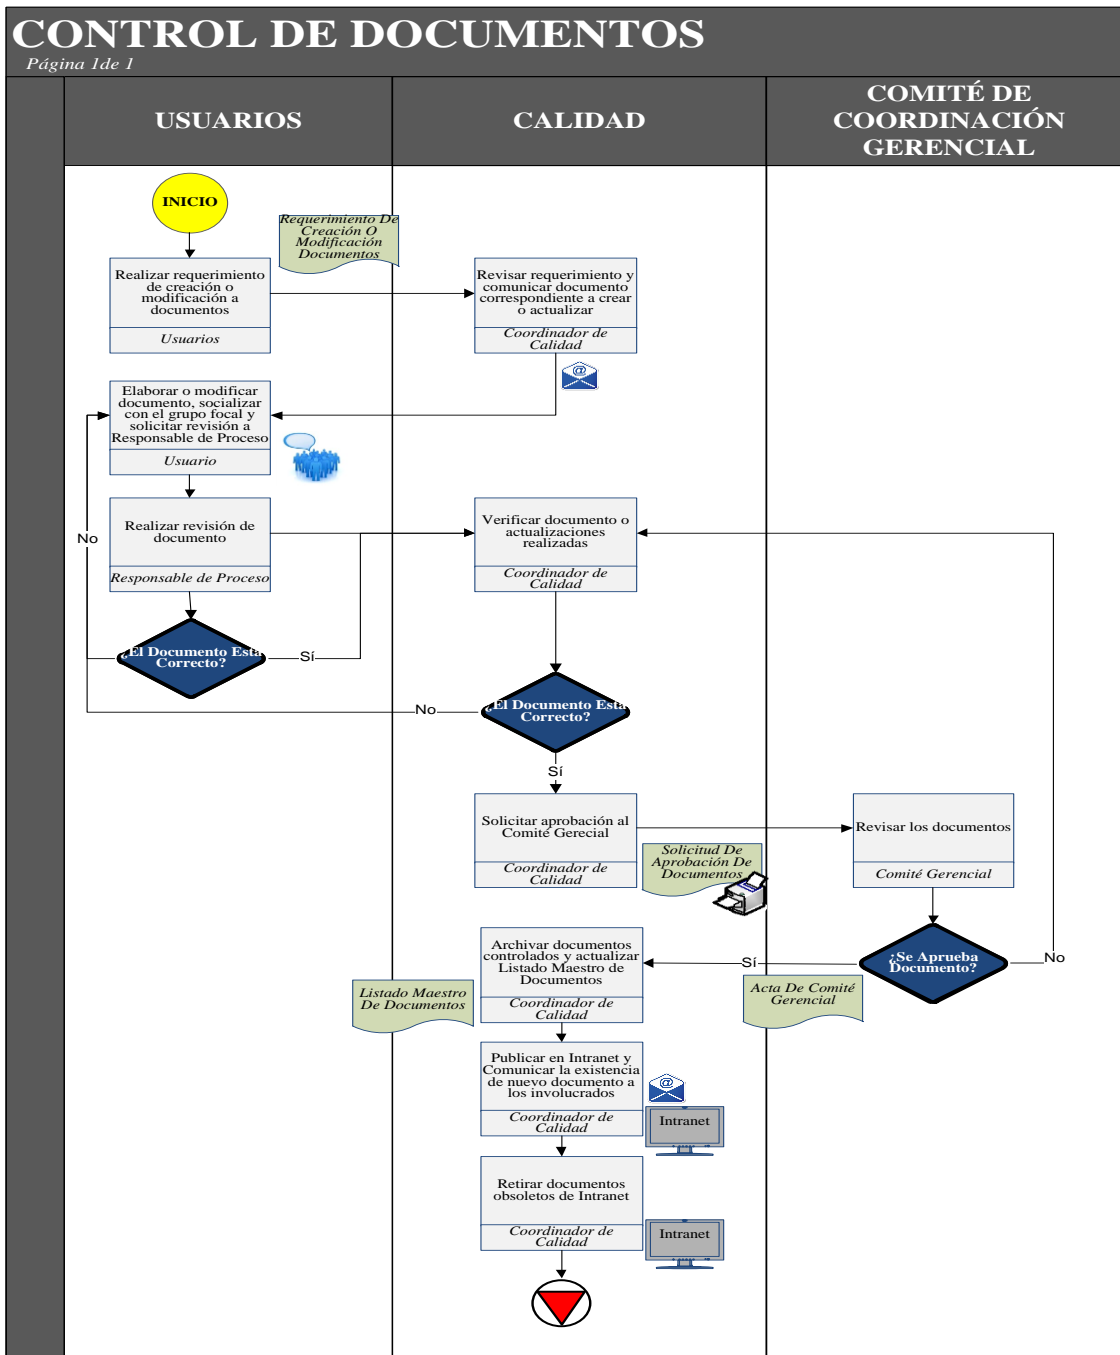 CONTROL DE DOCUMENTOS
Página 1de 1
USUARIOS
CALIDAD
COMITÉ DE
COORDINACIÓN
GERENCIAL
INICIO
Requerimiento De
Creación O
Modificación
Documentos
Realizar requerimiento
de creación o
modificación a
documentos
Usuarios
Revisar requerimiento y
comunicar documento
correspondiente a crear
o actualizar
Coordinador de
Calidad
@
Elaborar o modificar
documento, socializar
con el grupo focal y
solicitar revisión a
Responsable de Proceso
Usuario
Realizar revisión de
documento
Responsable de Proceso
No
Verificar documento o
actualizaciones
realizadas
Coordinador de
Calidad
¿El Documento Está
Correcto?
Sí
¿El Documento Está
Correcto?
No
Sí
Solicitar aprobación al
Comité Gerecial
Coordinador de
Calidad
Solicitud De
Aprobación De
Documentos
Revisar los documentos
Comité Gerencial
¿Se Aprueba
Documento?
No
Sí
Acta De Comité
Gerencial
Archivar documentos
controlados y actualizar
Listado Maestro de
Documentos
Coordinador de
Calidad
Listado Maestro
De Documentos
Publicar en Intranet y
Comunicar la existencia
de nuevo documento a
los involucrados
Coordinador de
Calidad
@
Intranet
Retirar documentos
obsoletos de Intranet
Coordinador de
Calidad
Intranet